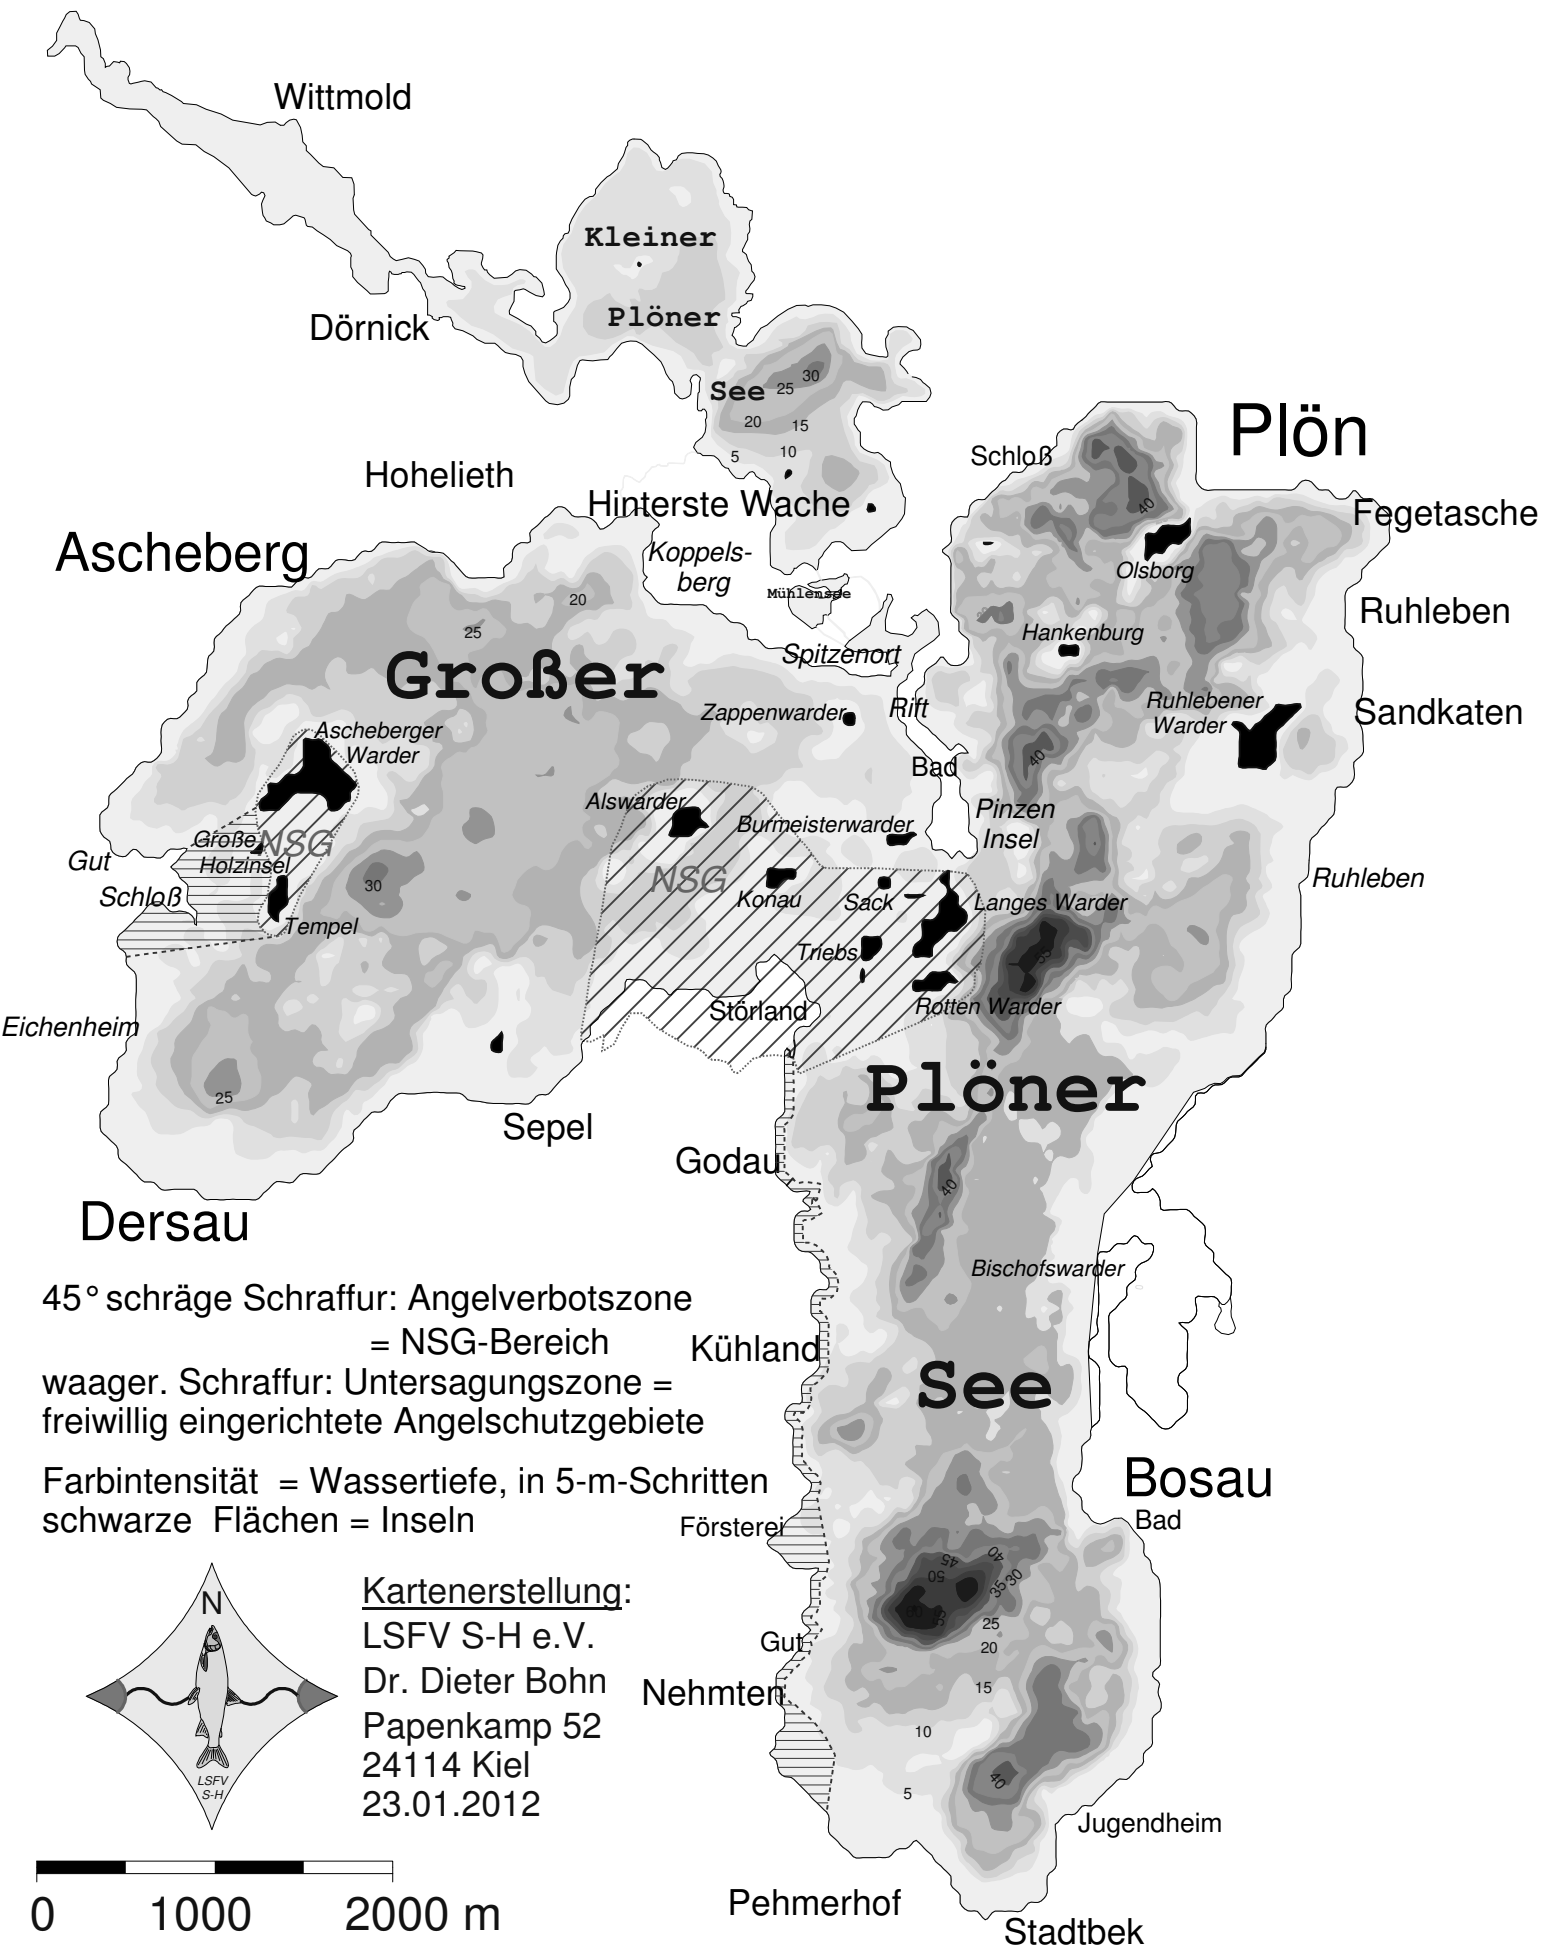 Wittmold
Kleiner
Plöner
See
Dörnick
30
25
20
15
10
5
Plön
Schloß
Hohelieth
Hinterste Wache
40
Fegetasche
Ascheberg
Koppels-
berg
Olsborg
Mühlensee
20
Ruhleben
25
Hankenburg
Spitzenort
Großer
Ruhlebener
Warder
Zappenwarder
Rift
Sandkaten
Ascheberger
Warder
40
Bad
Alswarder
Pinzen
Insel
Burmeisterwarder
Große
Holzinsel
NSG
Gut
Schloß
30
NSG
Konau
Sack
Langes Warder
Ruhleben
Tempel
Triebs
55
Störland
Rotten Warder
Eichenheim
Plöner
25
Sepel
Godau
40
Dersau
Bischofswarder
45° schräge Schraffur: Angelverbotszone
= NSG-Bereich
Kühland
waager. Schraffur: Untersagungszone =
freiwillig eingerichtete Angelschutzgebiete
See
Farbintensität = Wassertiefe, in 5-m-Schritten
schwarze Flächen = Inseln
Bosau
Bad
Försterei
45
40
50
35
30
60
55
25
20
15
10
5
40
Gut
Nehmten
N
LSFV
S-H
Kartenerstellung:
LSFV S-H e.V.
Dr. Dieter Bohn
Papenkamp 52
24114 Kiel
23.01.2012
Jugendheim
0 1000 2000 m
Pehmerhof
Stadtbek